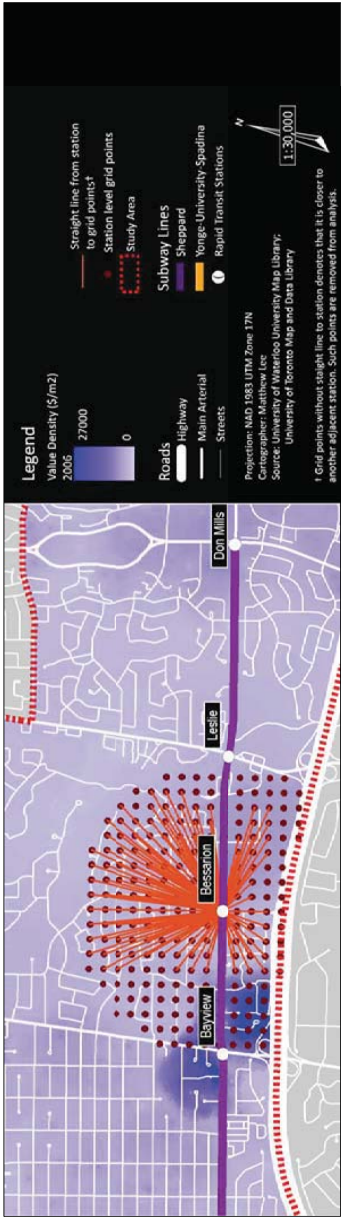 Legend
Value Density ($/m2)
2006
27000
0
Straight line from station
to grid points†
Station level grid points
Study Area
Roads
Highway
Main Arterial
Streets
Subway Lines
Sheppard
Yonge-University-Spadina
Rapid Transit Stations
Projection: NAD 1983 UTM Zone 17N
Cartographer: Matthew Lee
Source: University of Waterloo University Map Library;
University of Toronto Map and Data Library
N
1:30,000
† Grid points without staight line to station denotes that it is closer to
another adjacent station. Such points are removed from analysis.
Bayview
Bessarion
Leslie
Don Mills